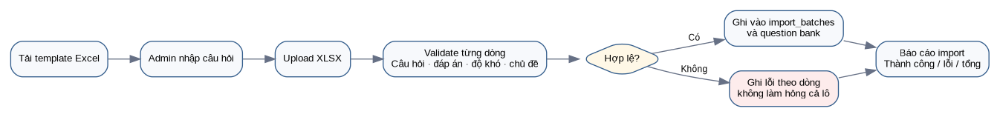 Tải template Excel
Admin nhập câu hỏi
Upload XLSX
Validate từng dòng
Câu hỏi · đáp án · độ khó · chủ đề
Hợp lệ?
Có
Ghi vào import_batches
và question bank
Không
Ghi lỗi theo dòng
không làm hỏng cả lô
Báo cáo import
Thành công / lỗi / tổng